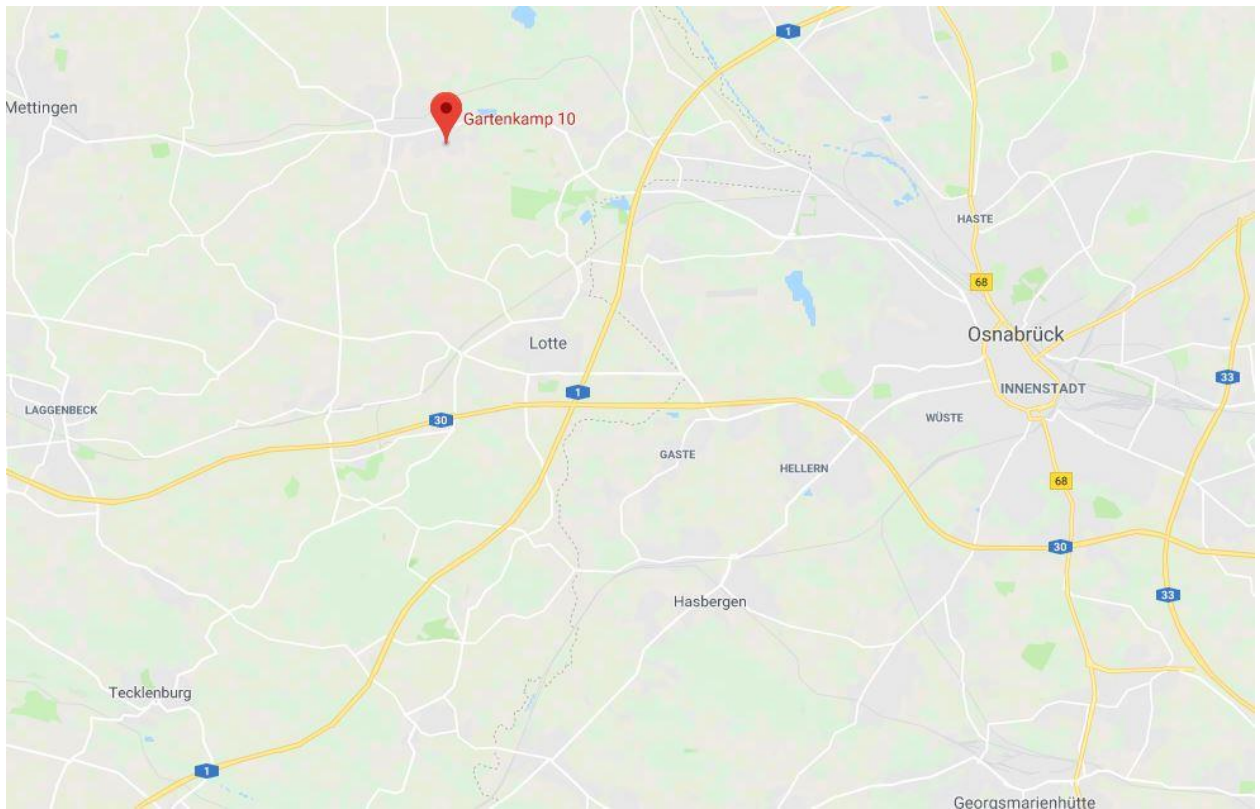 1
Mettingen
Gartenkamp 10
HASTE
68
Osnabrück
Lotte
33
INNENSTADT
1
LAGGENBECK
30
WÜSTE
GASTE
HELLERN
68
30
33
Hasbergen
Tecklenburg
1
Georgsmarienhütte